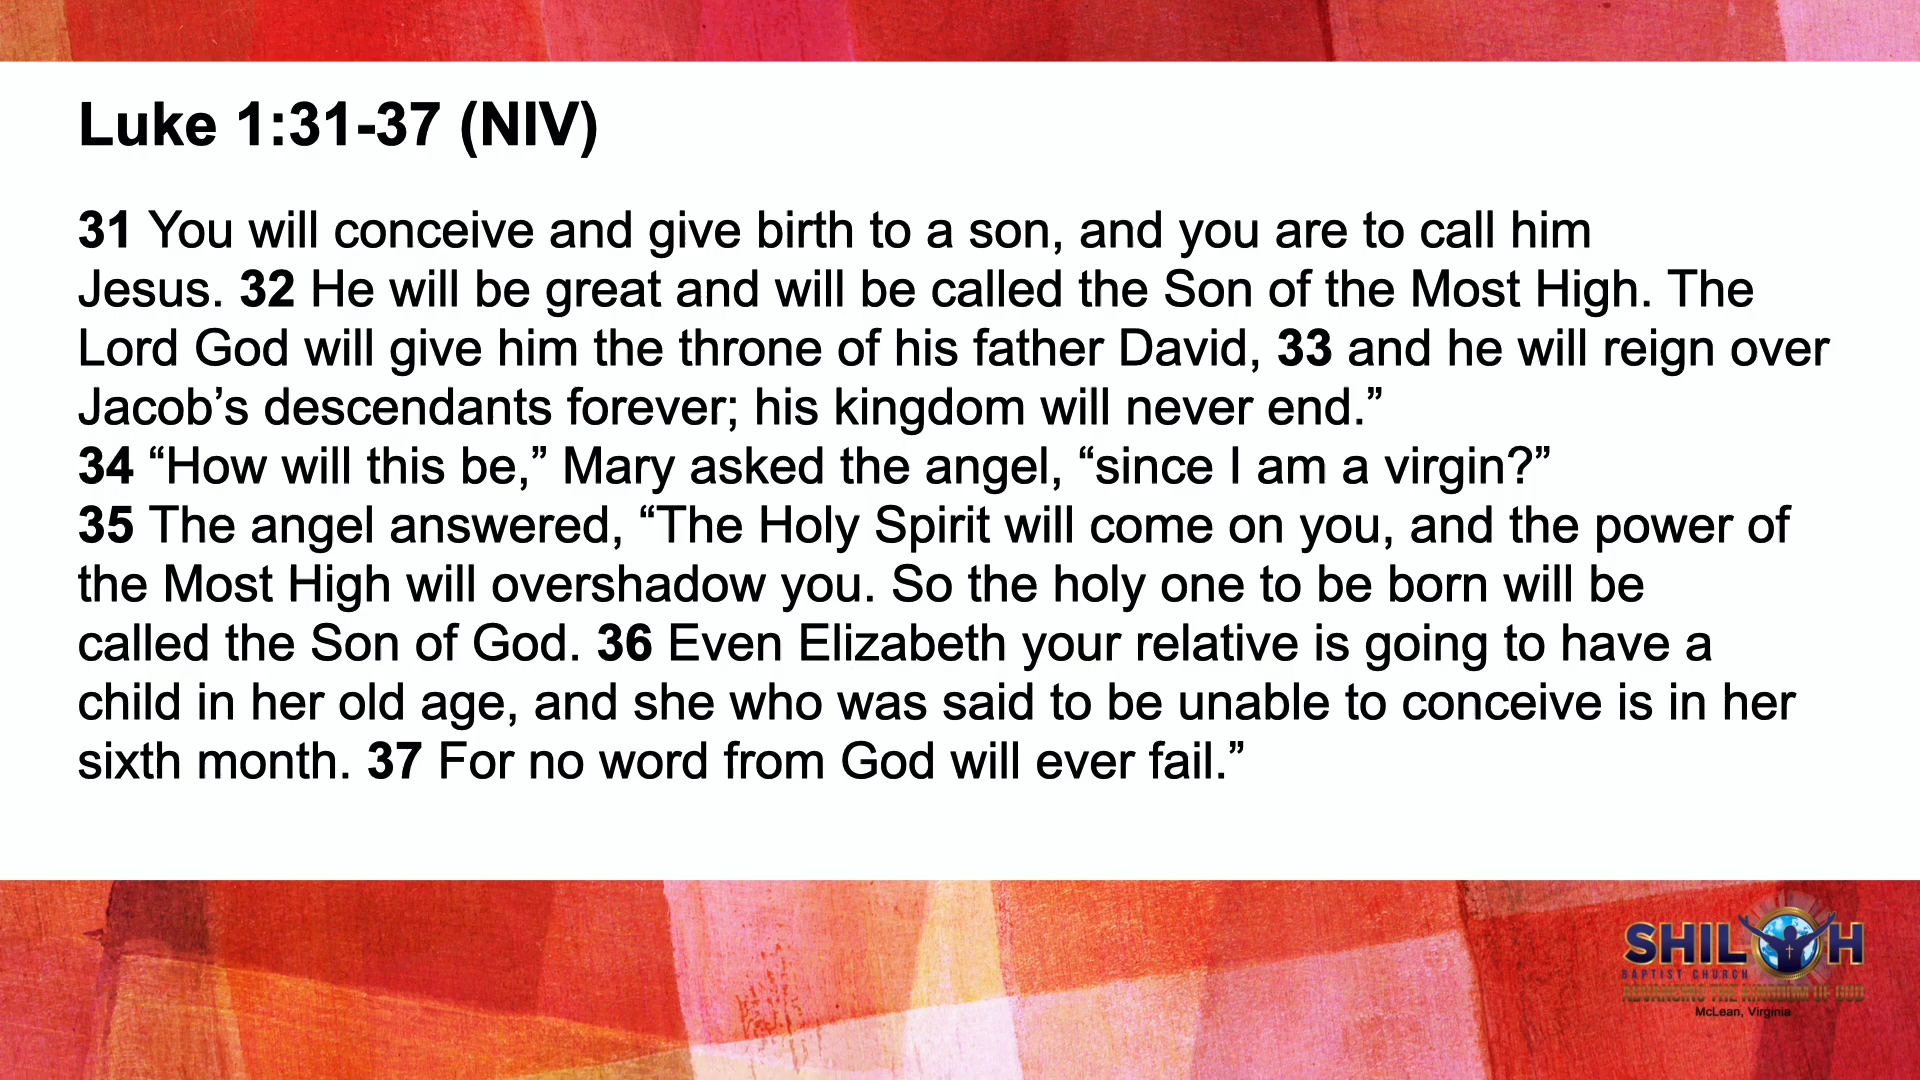 Luke 1:31-37 (NIV)
31 You will conceive and give birth to a son, and you are to call him
Jesus. 32 He will be great and will be called the Son of the Most High. The
Lord God will give him the throne of his father David, 33 and he will reign over
Jacob’s descendants forever; his kingdom will never end.”
34 “How will this be,” Mary asked the angel, “since I am a virgin?”
35 The angel answered, “The Holy Spirit will come on you, and the power of
the Most High will overshadow you. So the holy one to be born will be
called the Son of God. 36 Even Elizabeth your relative is going to have a
child in her old age, and she who was said to be unable to conceive is in her
sixth month. 37 For no word from God will ever fail.”
SHILOH
BAPTIST CHURCH
ADVANCING THE KINGDOM OF GOD
McLean, Virginia